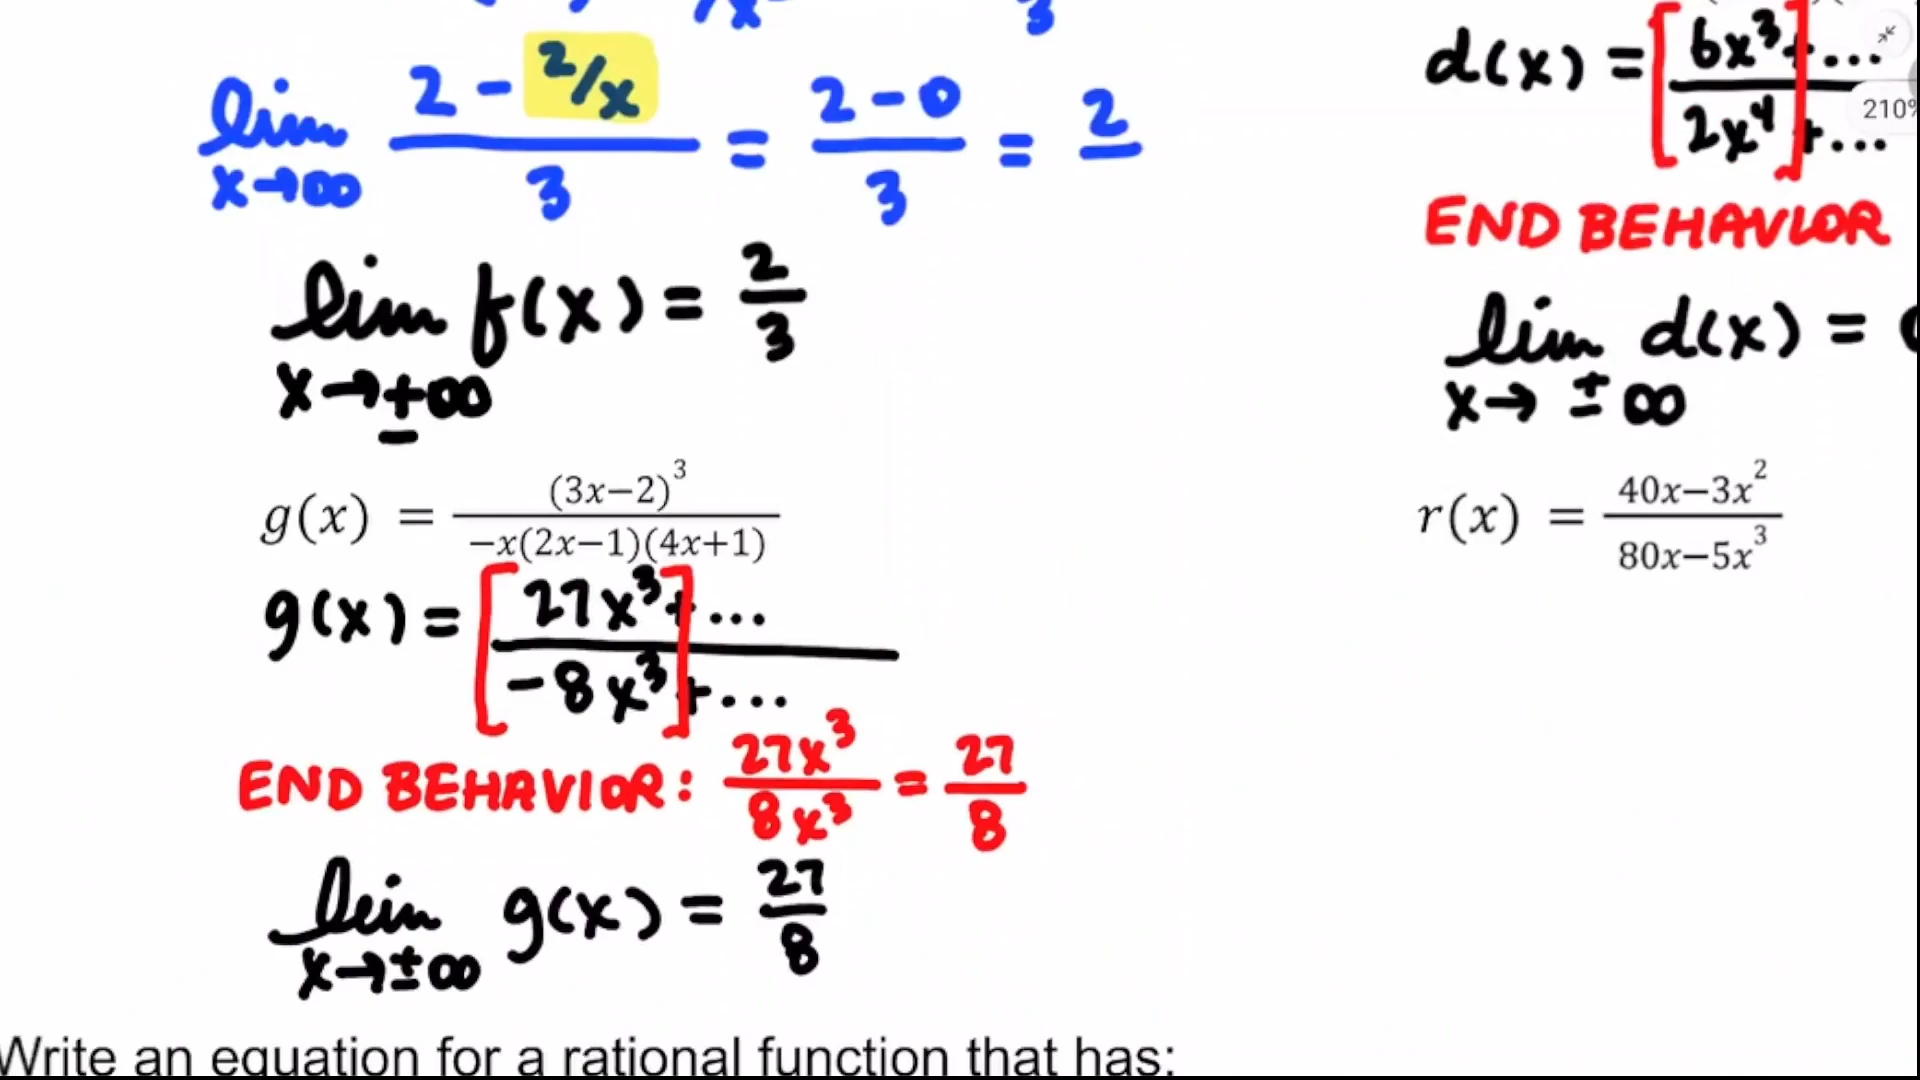 lim x→∞ (2 - 2/x)/3 = (2 - 0)/3 = 2/
lim x→±∞ f(x) = 2/3
g(x) = (3x−2)^3/(−x(2x−1)(4x+1))
g(x) = [27x^3 + ...]/[-8x^3 + ...]
END BEHAVIOR: 27x^3/8x^3 = 27/8
lim x→±∞ g(x) = 27/8
Write an equation for a rational function that has:
d(x) = [6x^3 + ...]/[2x^4 + ...]
210%
END BEHAVIOR
lim x→±∞ d(x) =
r(x) = (40x−3x^2)/(80x−5x^3)